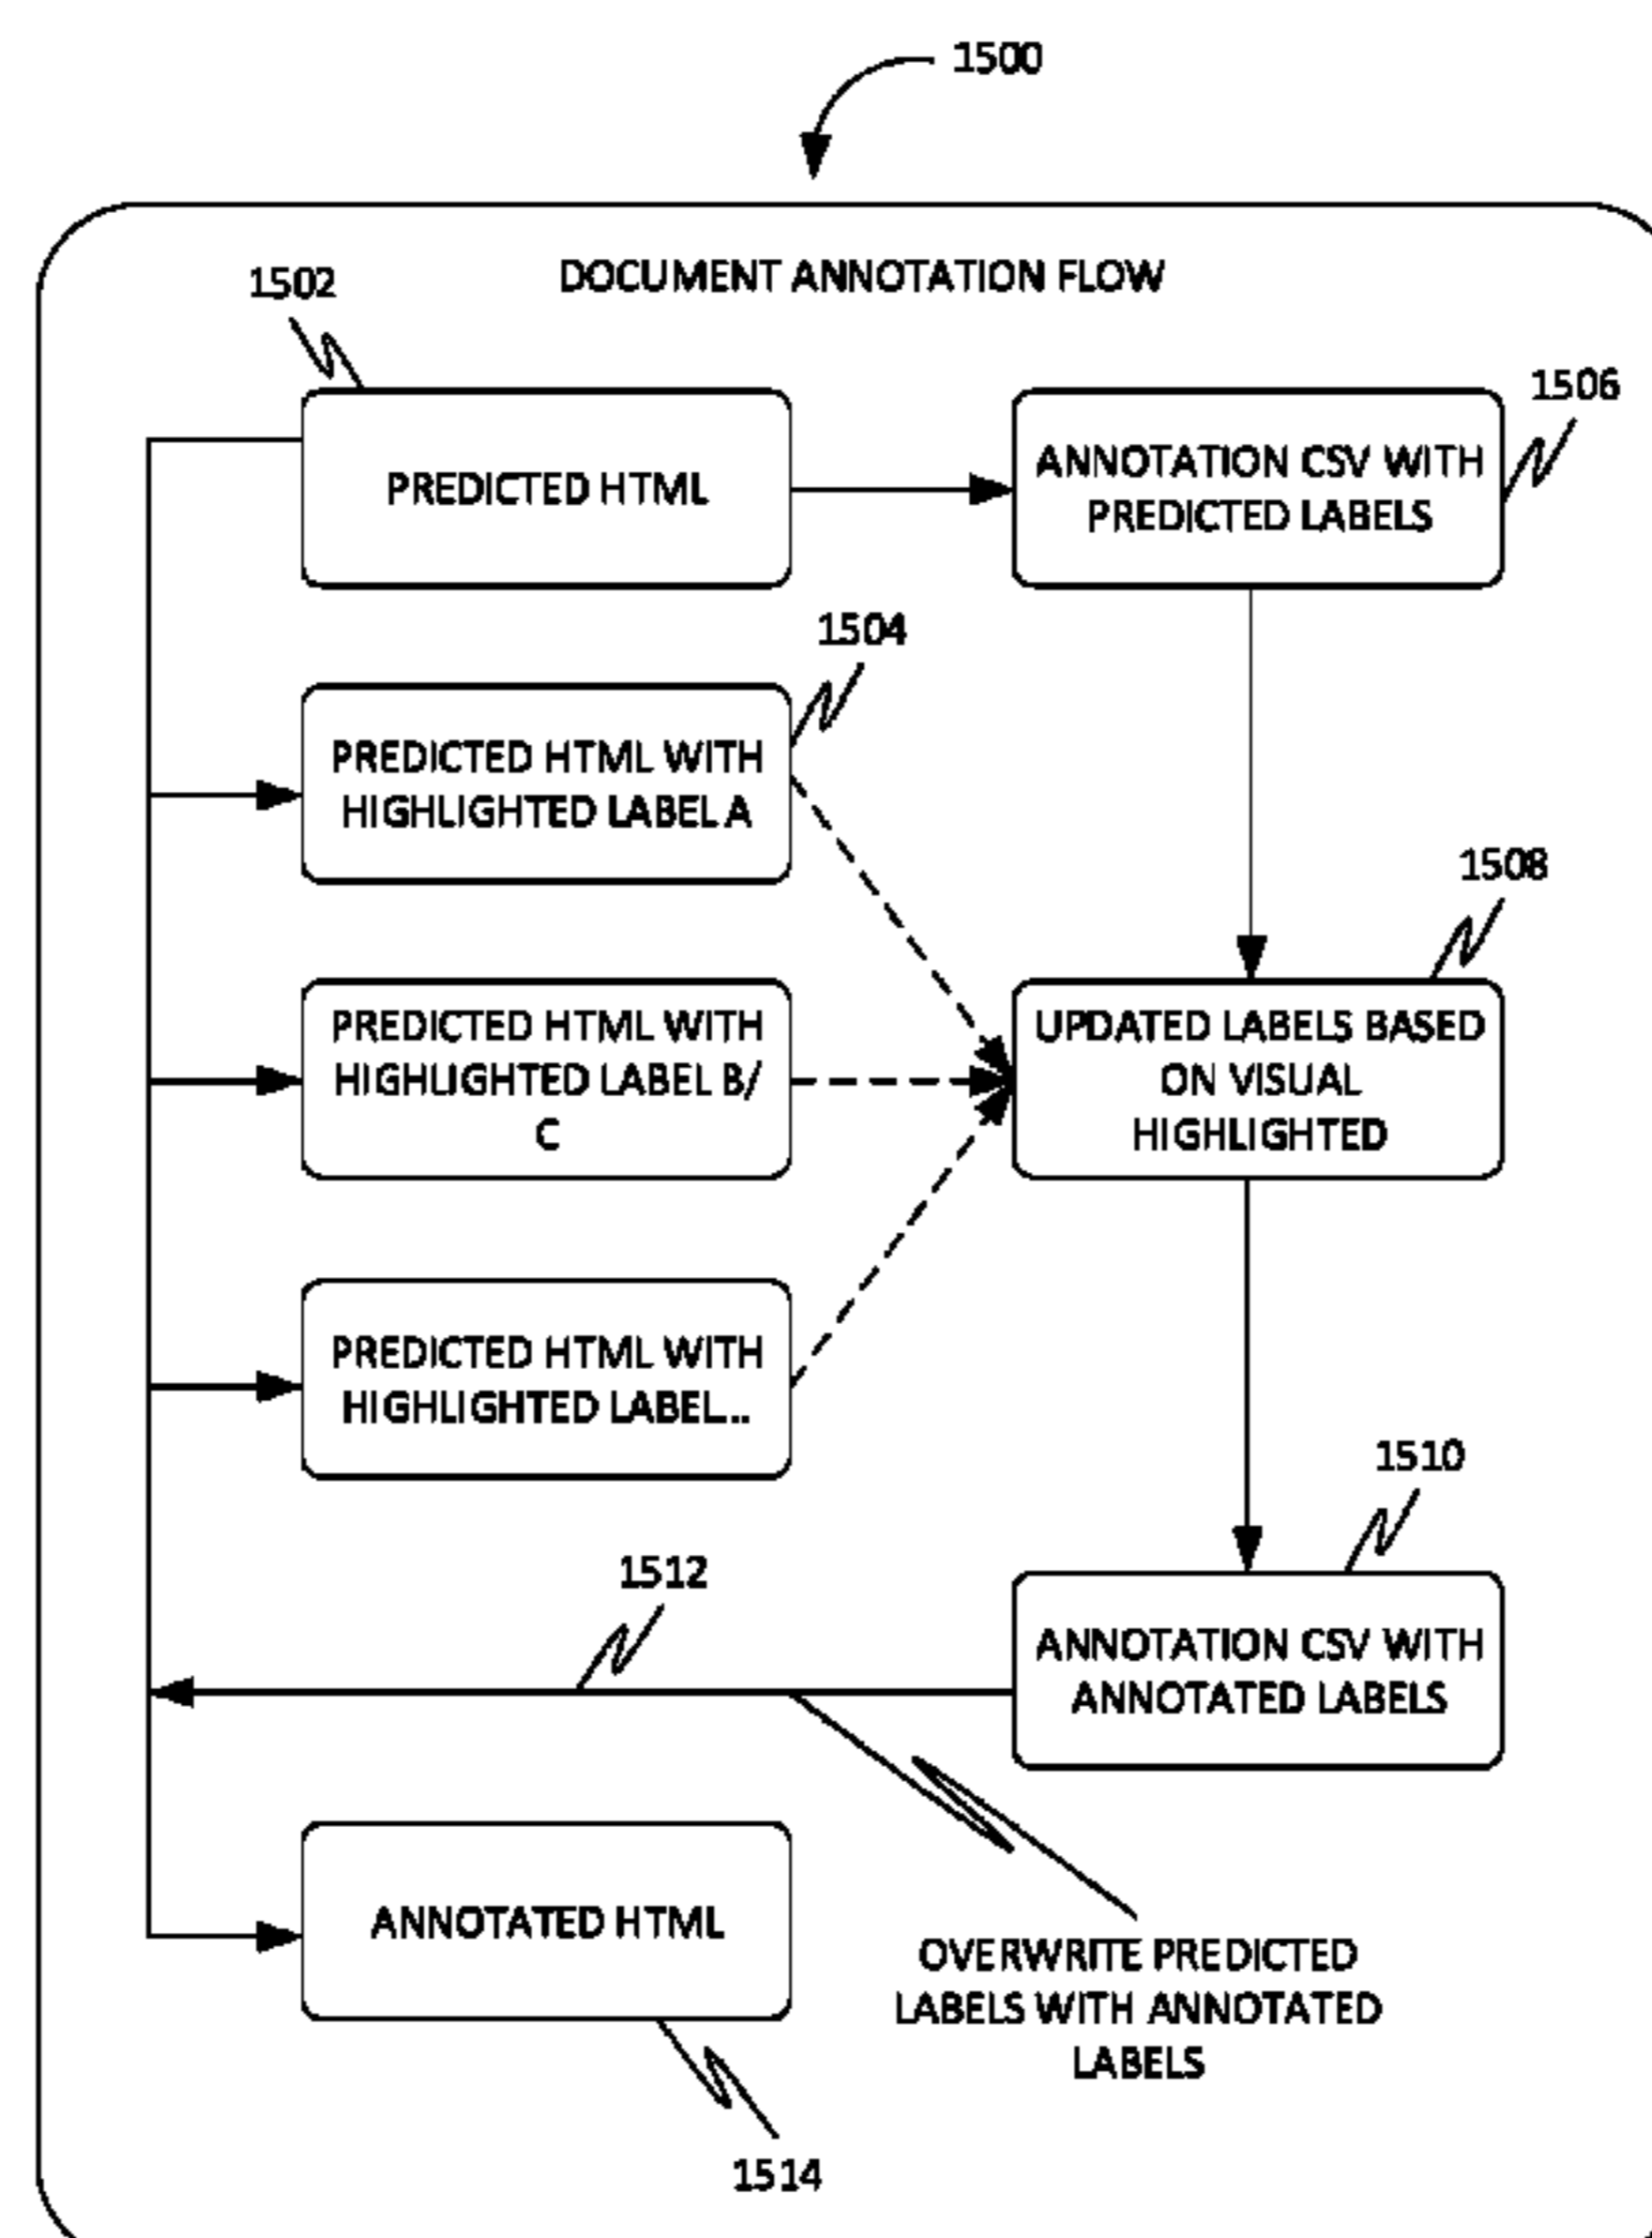 1500
DOCUMENT ANNOTATION FLOW
1502
PREDICTED HTML
1506
ANNOTATION CSV WITH
PREDICTED LABELS
1504
PREDICTED HTML WITH
HIGHLIGHTED LABEL A
1508
PREDICTED HTML WITH
HIGHLIGHTED LABEL B/
C
UPDATED LABELS BASED
ON VISUAL
HIGHLIGHTED
PREDICTED HTML WITH
HIGHLIGHTED LABEL...
1510
1512
ANNOTATION CSV WITH
ANNOTATED LABELS
ANNOTATED HTML
OVERWRITE PREDICTED
LABELS WITH ANNOTATED
LABELS
1514